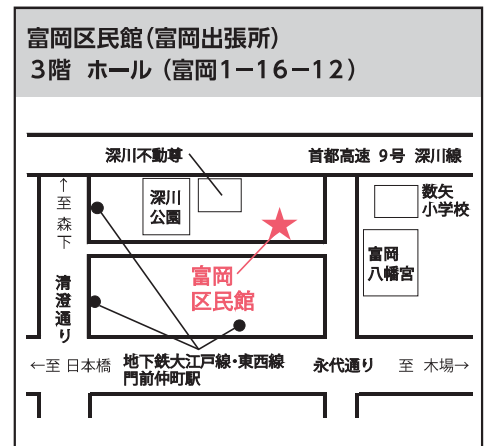 富岡区民館（富岡出張所）
３階 ホール（富岡１－１６－１２）
深川不動尊
首都高速 9号 深川線
↑至 森下
深川
公園
数矢
小学校
富岡
八幡宮
富岡
区民館
清澄通り
←至 日本橋
地下鉄大江戸線・東西線
門前仲町駅
永代通り
至 木場→